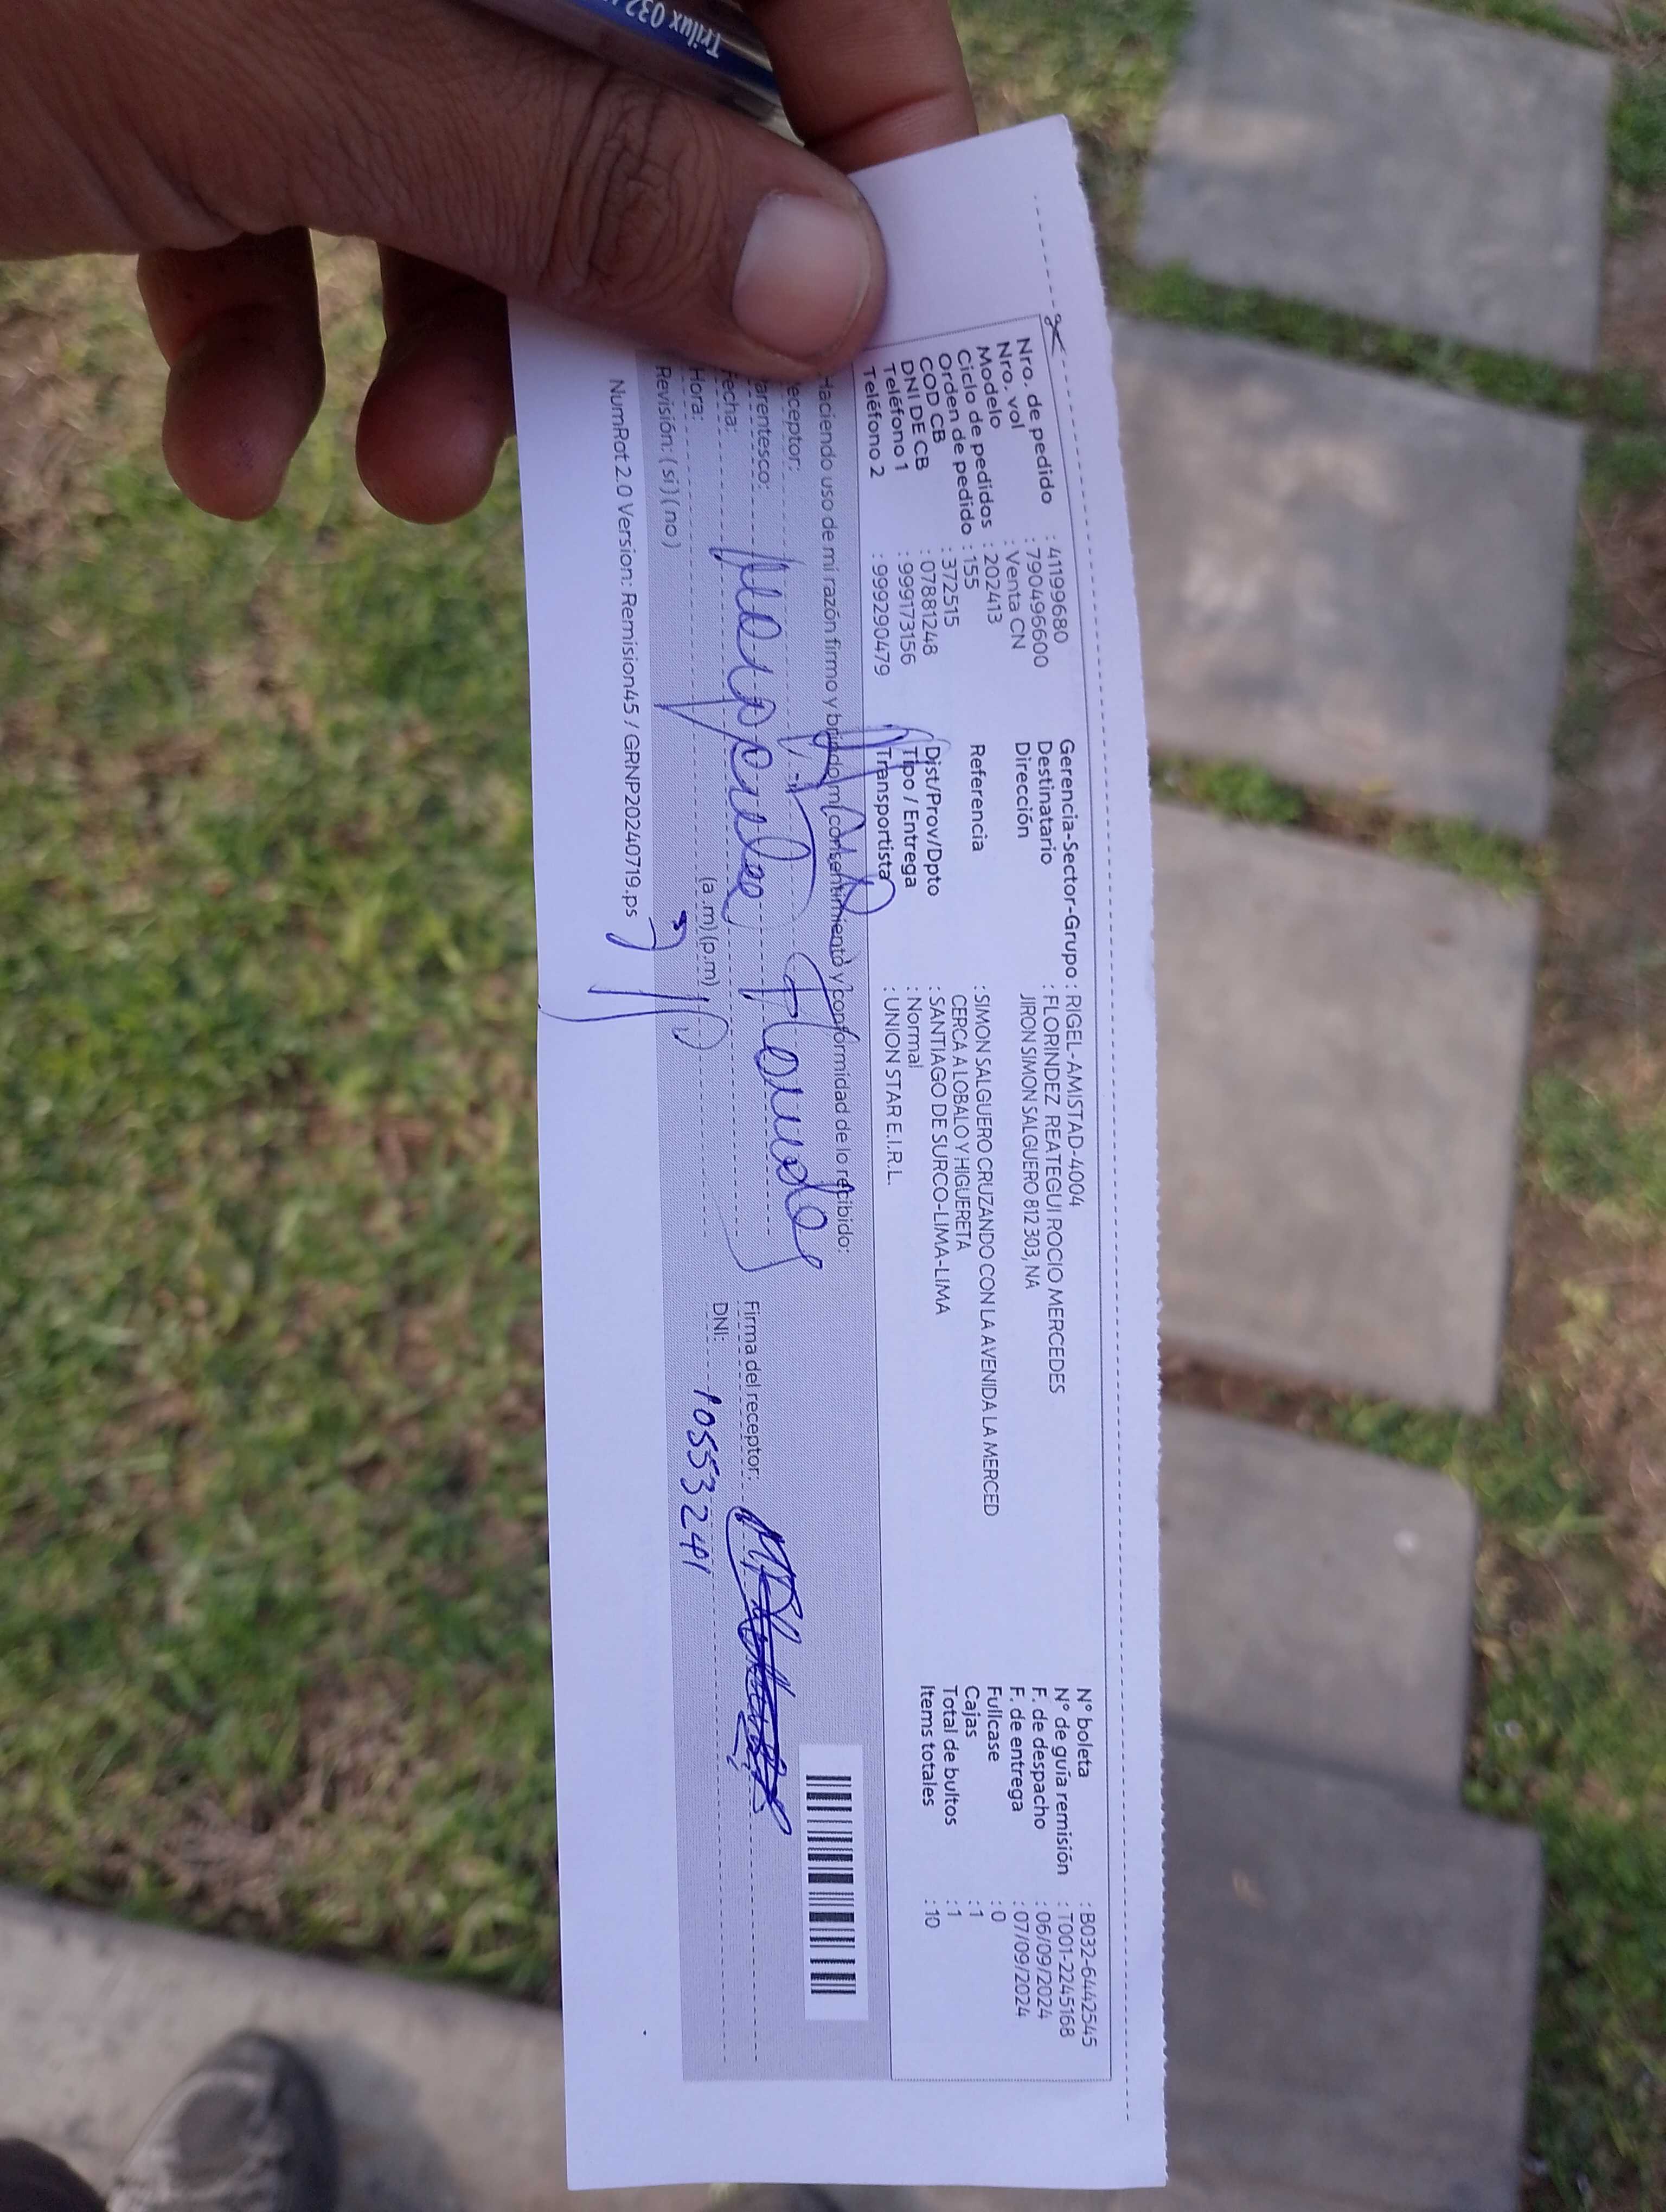 Trilux 032
Nro. de pedido : 41199680
Nro. vol : 790496600
Modelo : Venta CN
Ciclo de pedidos : 202413
Orden de pedido : 155
COD CB : 372515
DNI DE CB : 07881248
Teléfono 1 : 999173156
Teléfono 2 : 999290479
Gerencia-Sector-Grupo : RIGEL-AMISTAD-4004
Destinatario : FLORINDEZ REATEGUI ROCIO MERCEDES
Dirección JIRON SIMON SALGUERO 812 303, NA
Referencia : SIMON SALGUERO CRUZANDO CON LA AVENIDA LA MERCED
CERCA A LOBALO Y HIGUERETA
Dist/Prov/Dpto : SANTIAGO DE SURCO-LIMA-LIMA
Tipo / Entrega : Normal
Transportista : UNION STAR E.I.R.L.
N° boleta : B032-6442545
N° de guía remisión : T001-2245168
F. de despacho : 06/09/2024
F. de entrega : 07/09/2024
Fullcase : 0
Cajas : 1
Total de bultos : 1
Items totales : 10
Haciendo uso de mi razón firmo y brindo mi consentimiento y conformidad de lo recibido:
eceptor:
arentesco:
echa:
Hora: (a.m) (p.m)
Revisión: ( si ) ( no )
Firma del receptor:
DNI: 10553241
NumRot 2.0 Version: Remision45 / GRNP20240719.ps